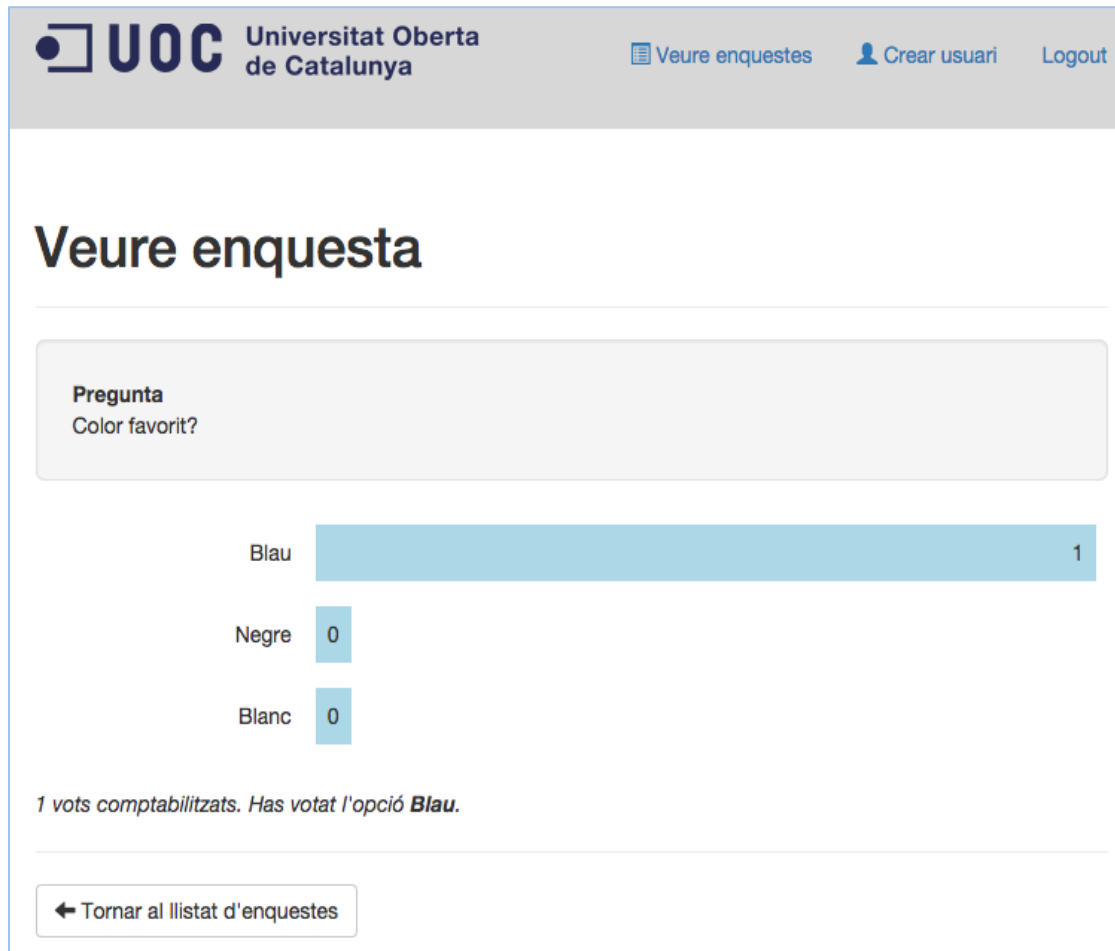 UOC Universitat Oberta
de Catalunya
Veure enquestes Crear usuari Logout
Veure enquesta
Pregunta
Color favorit?
Blau 1
Negre 0
Blanc 0
1 vots comptabilitzats. Has votat l'opció Blau.
Tornar al llistat d'enquestes